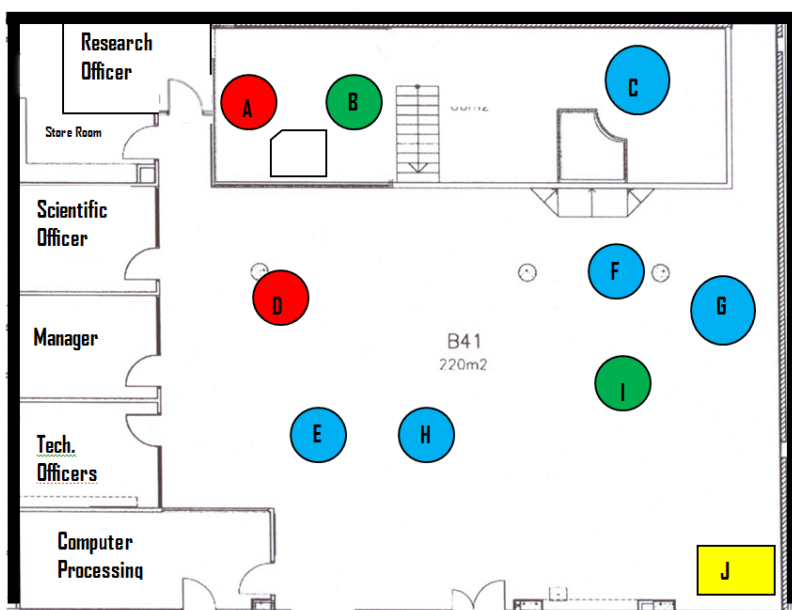 Research
Officer
A
B
C
Store Room
Scientific
Officer
F
D
G
Manager
B41
220m2
I
E
H
Tech.
Officers
Computer
Processing
J